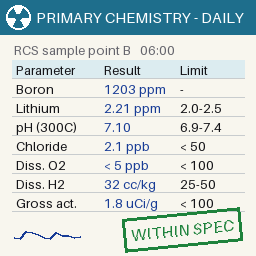 PRIMARY CHEMISTRY - DAILY
RCS sample point B 06:00
Parameter Result Limit
Boron 1203 ppm -
Lithium 2.21 ppm 2.0-2.5
pH (300C) 7.10 6.9-7.4
Chloride 2.1 ppb < 50
Diss. O2 < 5 ppb < 100
Diss. H2 32 cc/kg 25-50
Gross act. 1.8 uCi/g < 100
WITHIN SPEC